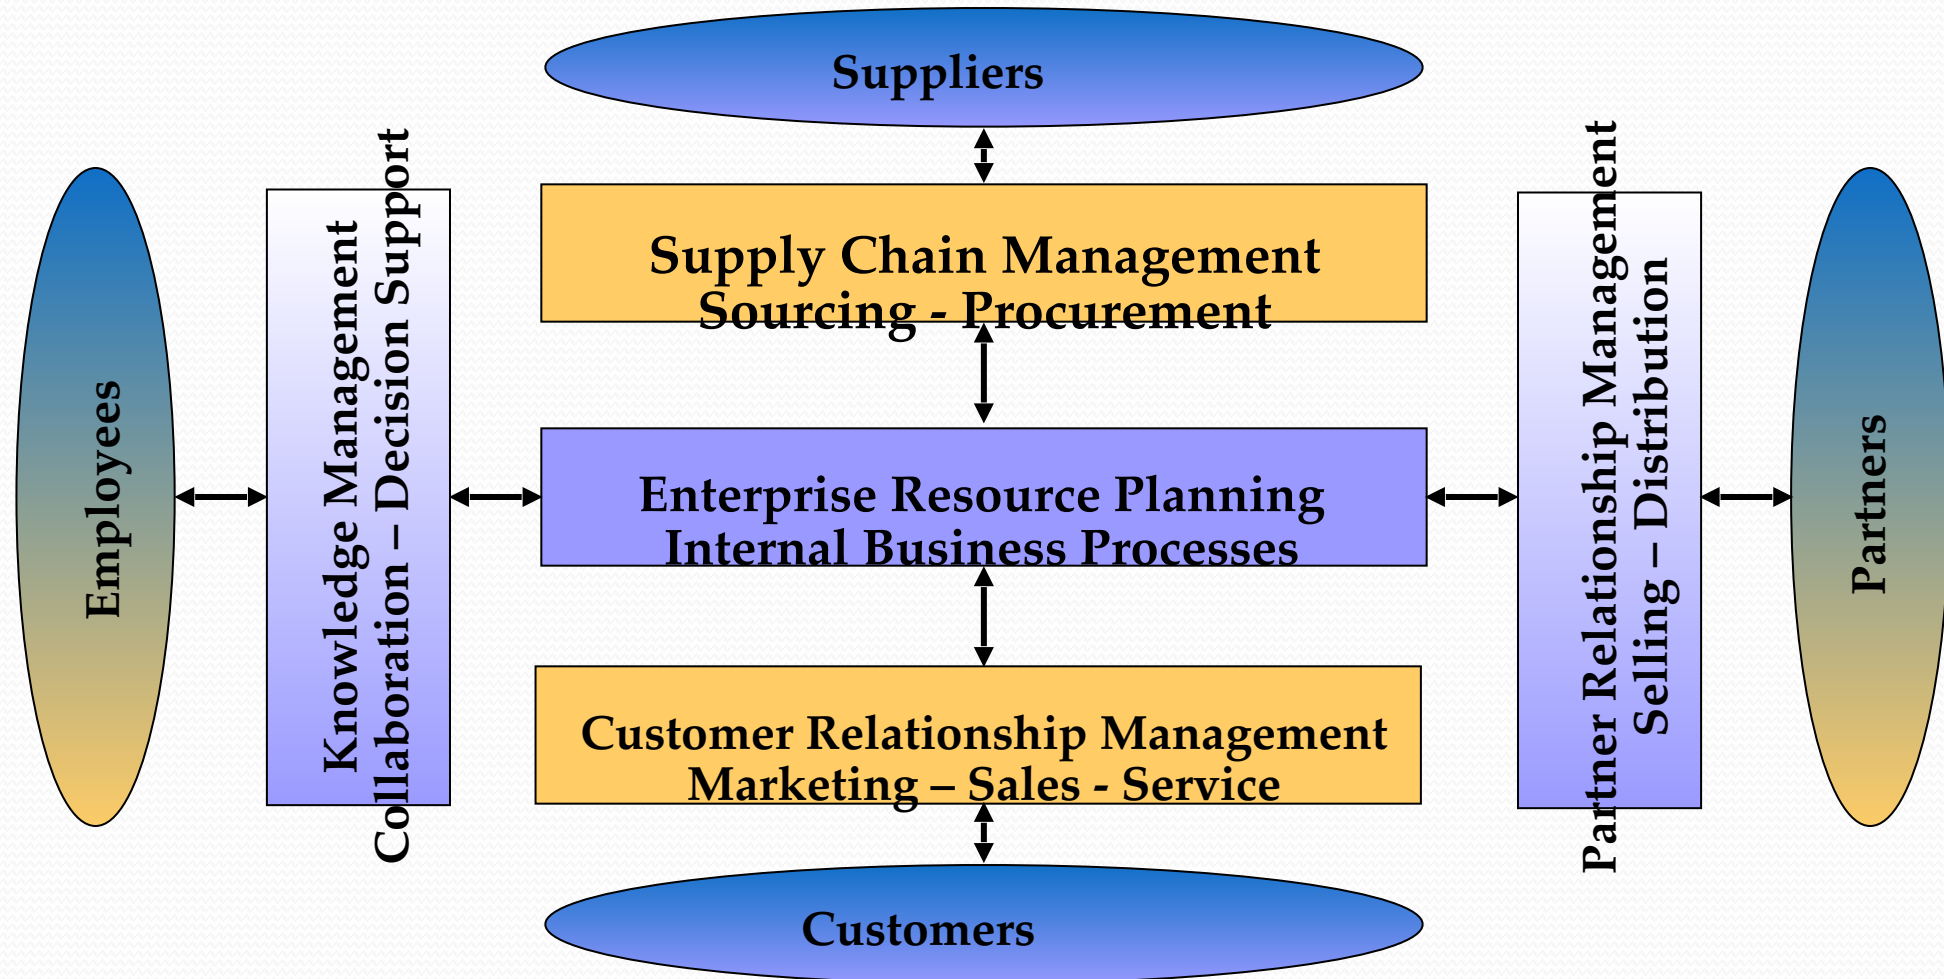 Suppliers
Supply Chain Management
Sourcing - Procurement
Employees
Knowledge Management
Collaboration – Decision Support
Enterprise Resource Planning
Internal Business Processes
Partner Relationship Management
Selling – Distribution
Partners
Customer Relationship Management
Marketing – Sales - Service
Customers